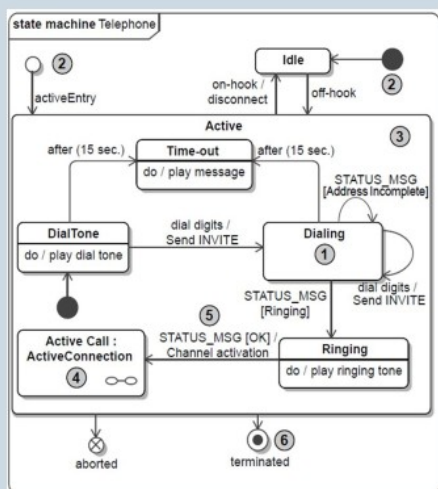 state machine Telephone
2
activeEntry
Idle
2
on-hook /
disconnect
off-hook
Active
3
after (15 sec.)
Time-out
do / play message
after (15 sec.)
STATUS_MSG
[Address Incomplete]
DialTone
do / play dial tone
dial digits /
Send INVITE
Dialing
1
dial digits /
Send INVITE
STATUS_MSG
[Ringing]
5
Active Call :
ActiveConnection
4
STATUS_MSG [OK] /
Channel activation
Ringing
do / play ringing tone
6
aborted
terminated